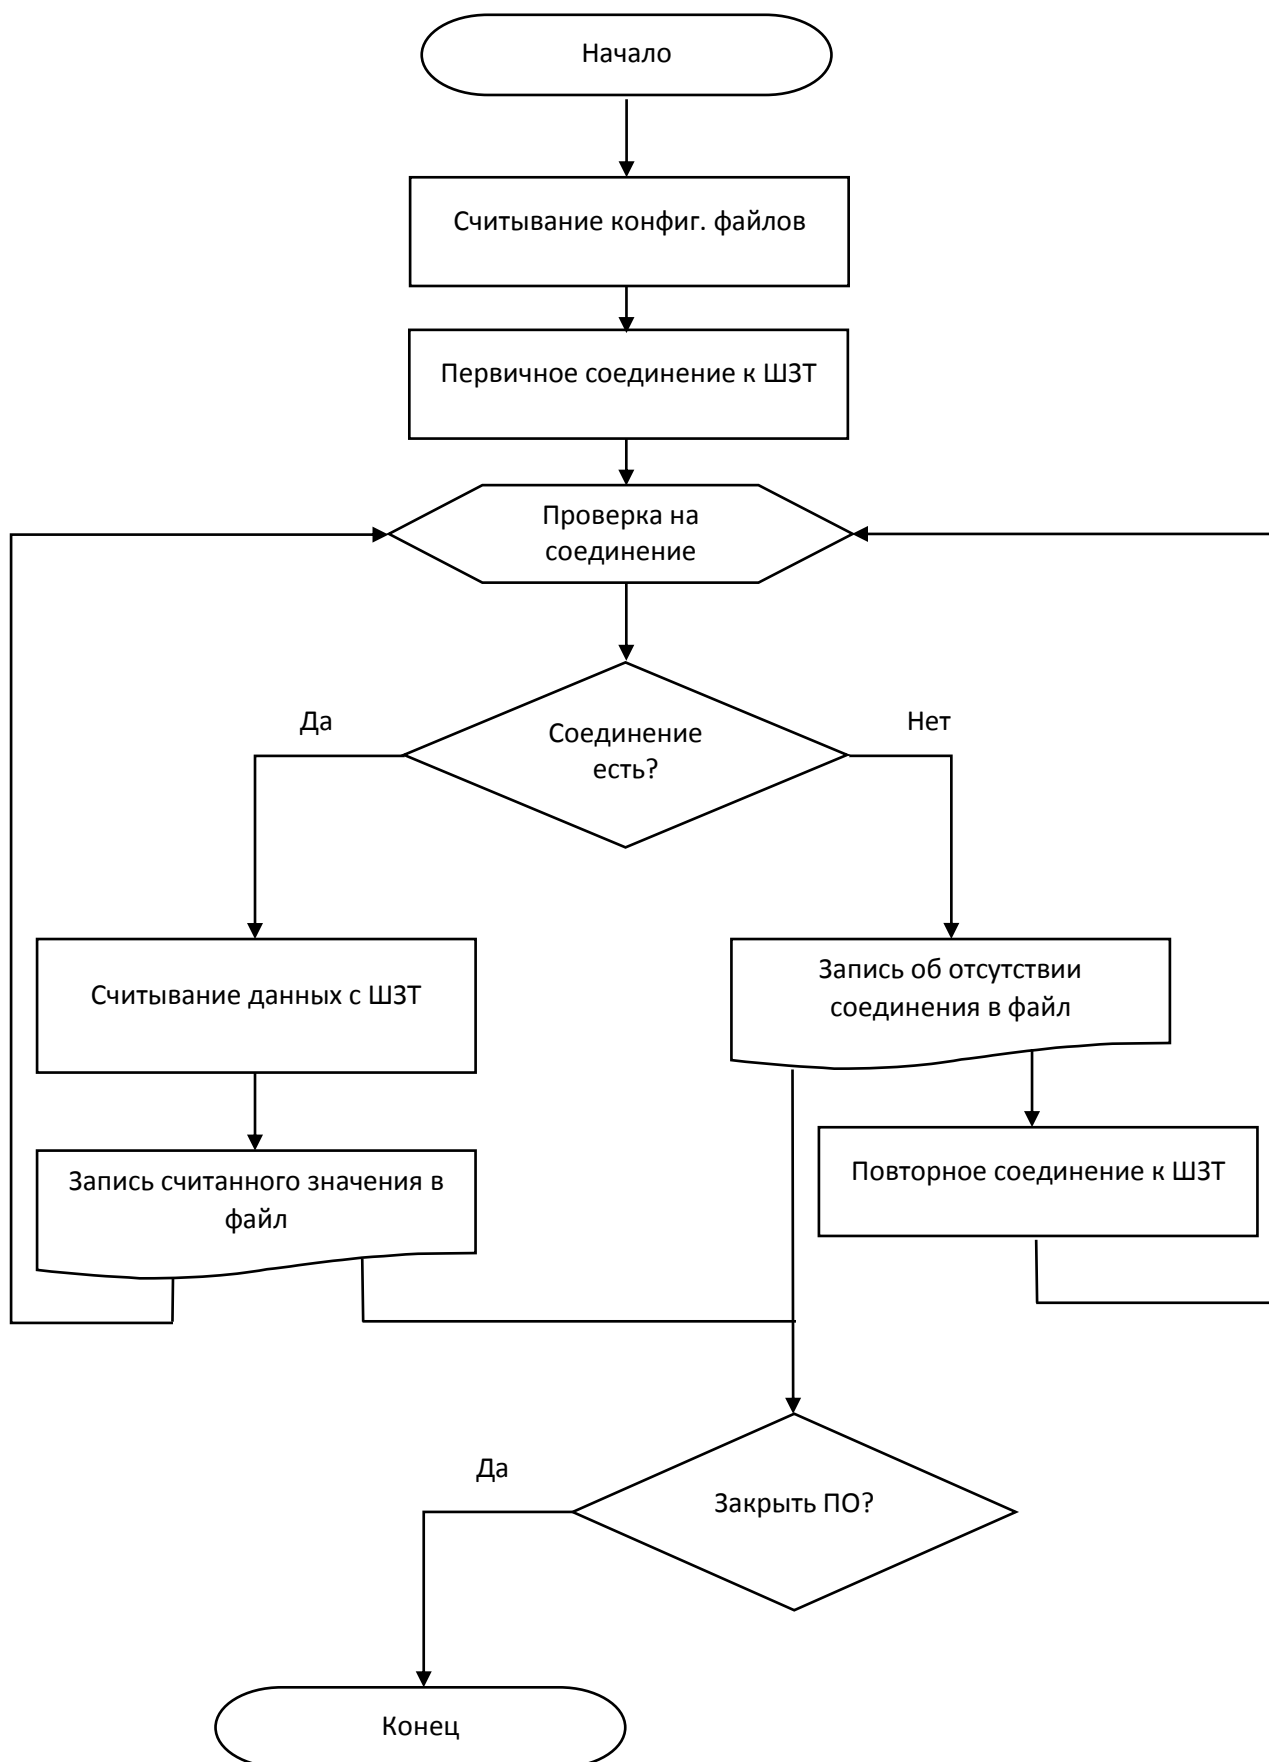 Начало
Считывание конфиг. файлов
Первичное соединение к ШЗТ
Проверка на
соединение
Да
Нет
Соединение
есть?
Считывание данных с ШЗТ
Запись об отсутствии
соединения в файл
Запись считанного значения в
файл
Повторное соединение к ШЗТ
Да
Закрыть ПО?
Конец